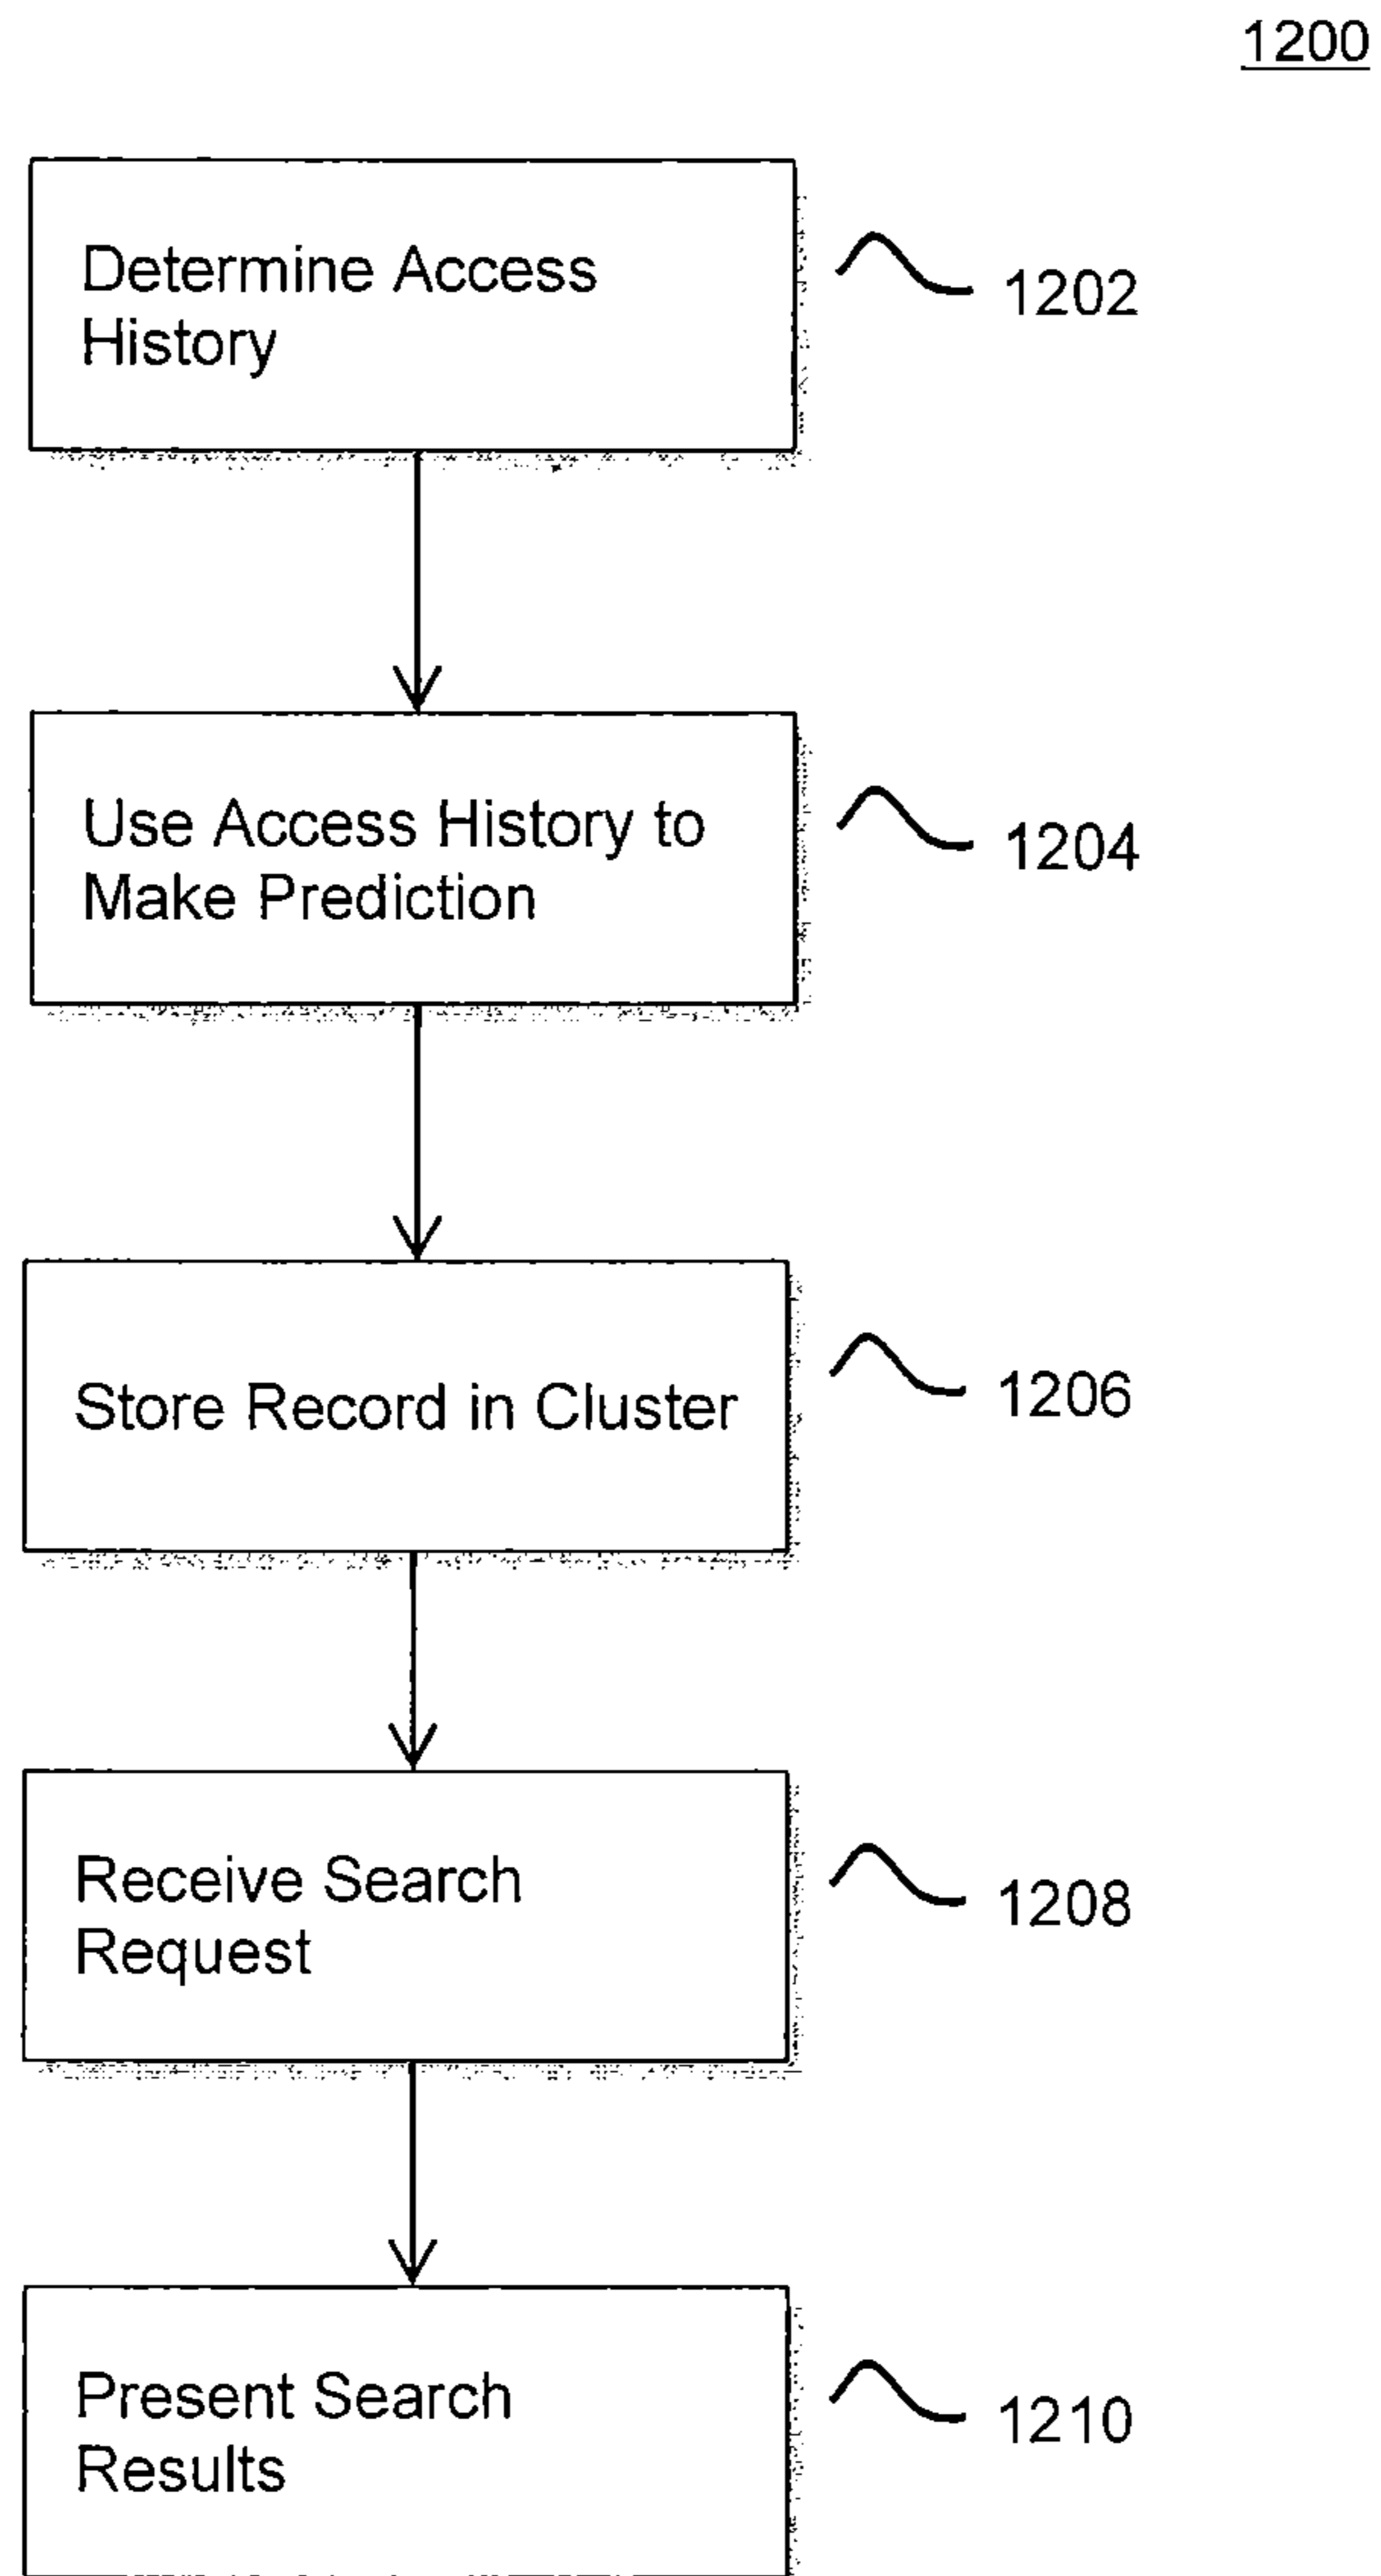 1200
Determine Access
History
1202
Use Access History to
Make Prediction
1204
Store Record in Cluster
1206
Receive Search
Request
1208
Present Search
Results
1210